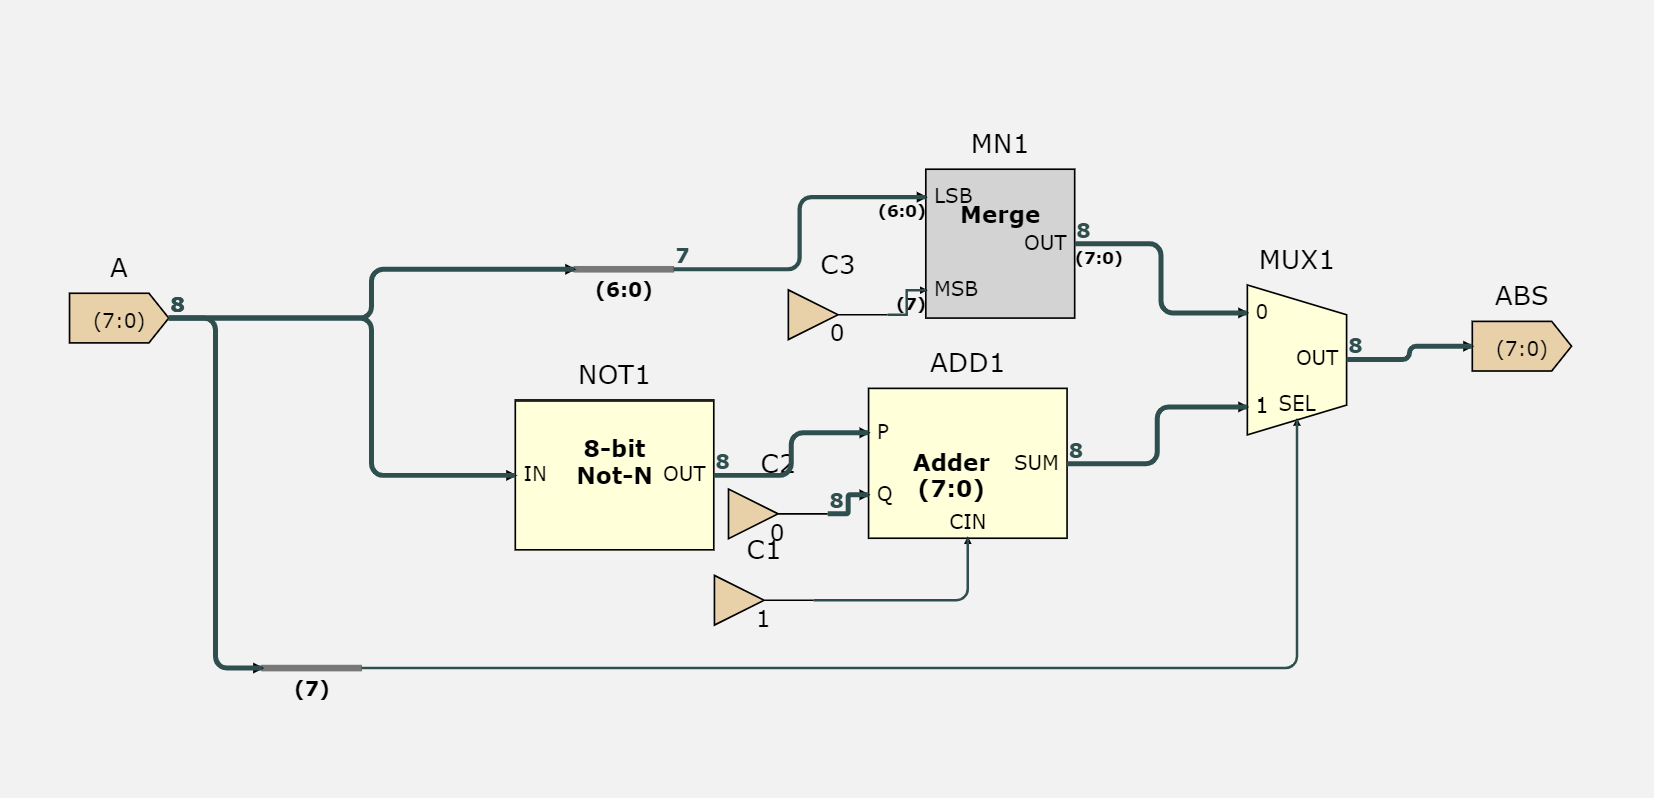 MN1
LSB
(6:0)
Merge
OUT
8
(7:0)
MSB
(7)
A
8
(7:0)
7
(6:0)
C3
0
MUX1
0
OUT
8
1
SEL
ABS
(7:0)
NOT1
8-bit
Not-N
IN
OUT
8
ADD1
P
Adder
(7:0)
SUM
8
Q
CIN
C2
8
0
C1
1
(7)